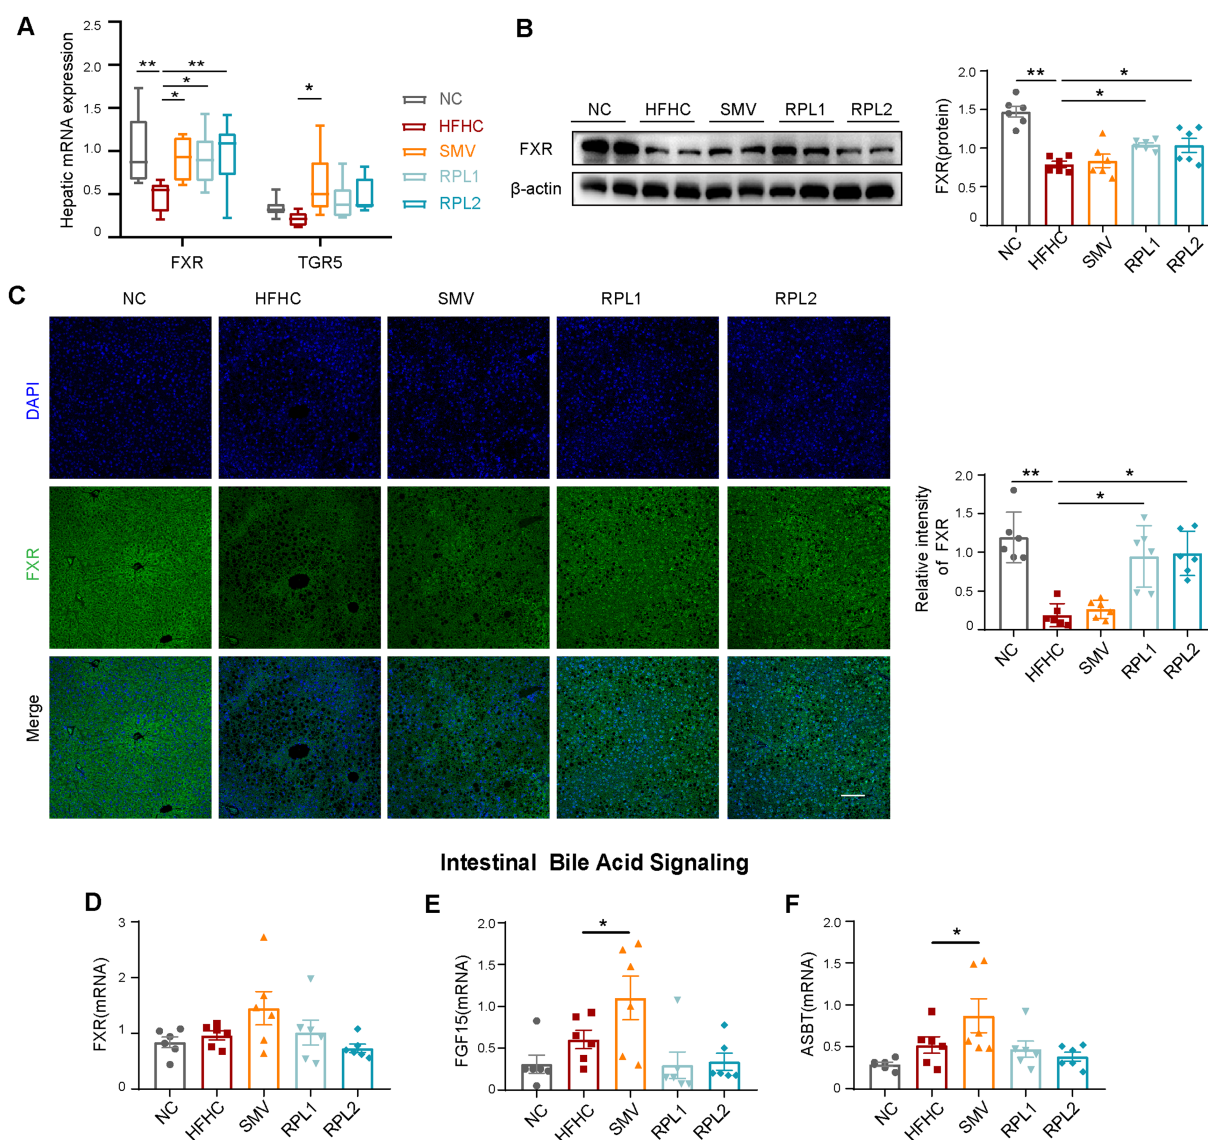 A
Hepatic mRNA expression
2.5
2.0
1.5
1.0
0.5
0
** ** * * *
FXR TGR5
NC
HFHC
SMV
RPL1
RPL2
B
NC HFHC SMV RPL1 RPL2
FXR
β-actin
FXR(protein)
2.0
1.5
1.0
0.5
0
** * *
NC HFHC SMV RPL1 RPL2
C
NC HFHC SMV RPL1 RPL2
DAPI
FXR
Merge
Relative intensity
of FXR
2.0
1.5
1.0
0.5
0
** * *
NC HFHC SMV RPL1 RPL2
Intestinal Bile Acid Signaling
D
FXR(mRNA)
3
2
1
0
NC HFHC SMV RPL1 RPL2
E
FGF15(mRNA)
2.0
1.5
1.0
0.5
0
*
NC HFHC SMV RPL1 RPL2
F
ASBT(mRNA)
2.0
1.5
1.0
0.5
0
*
NC HFHC SMV RPL1 RPL2